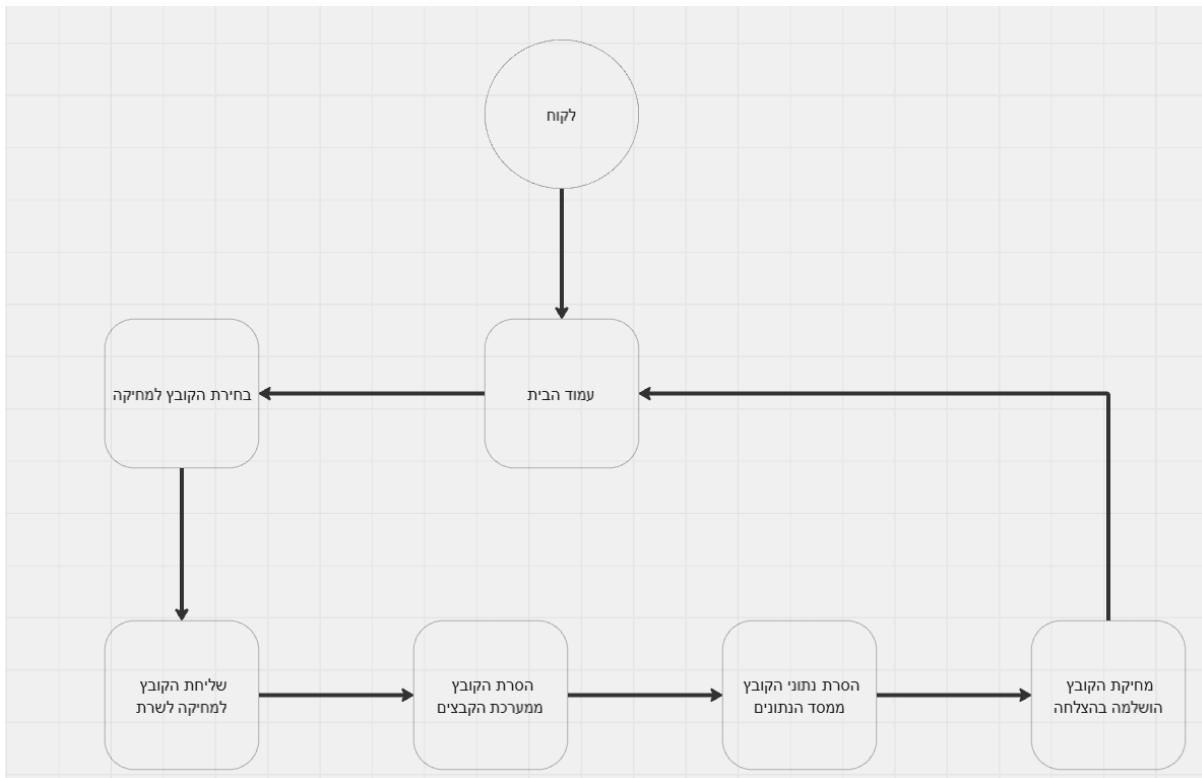 לקוח
עמוד הבית
בחירת הקובץ למחיקה
שליחת הקובץ
למחיקה לשרת
הסרת הקובץ
ממערכת הקבצים
הסרת נתוני הקובץ
ממסד הנתונים
מחיקת הקובץ
הושלמה בהצלחה